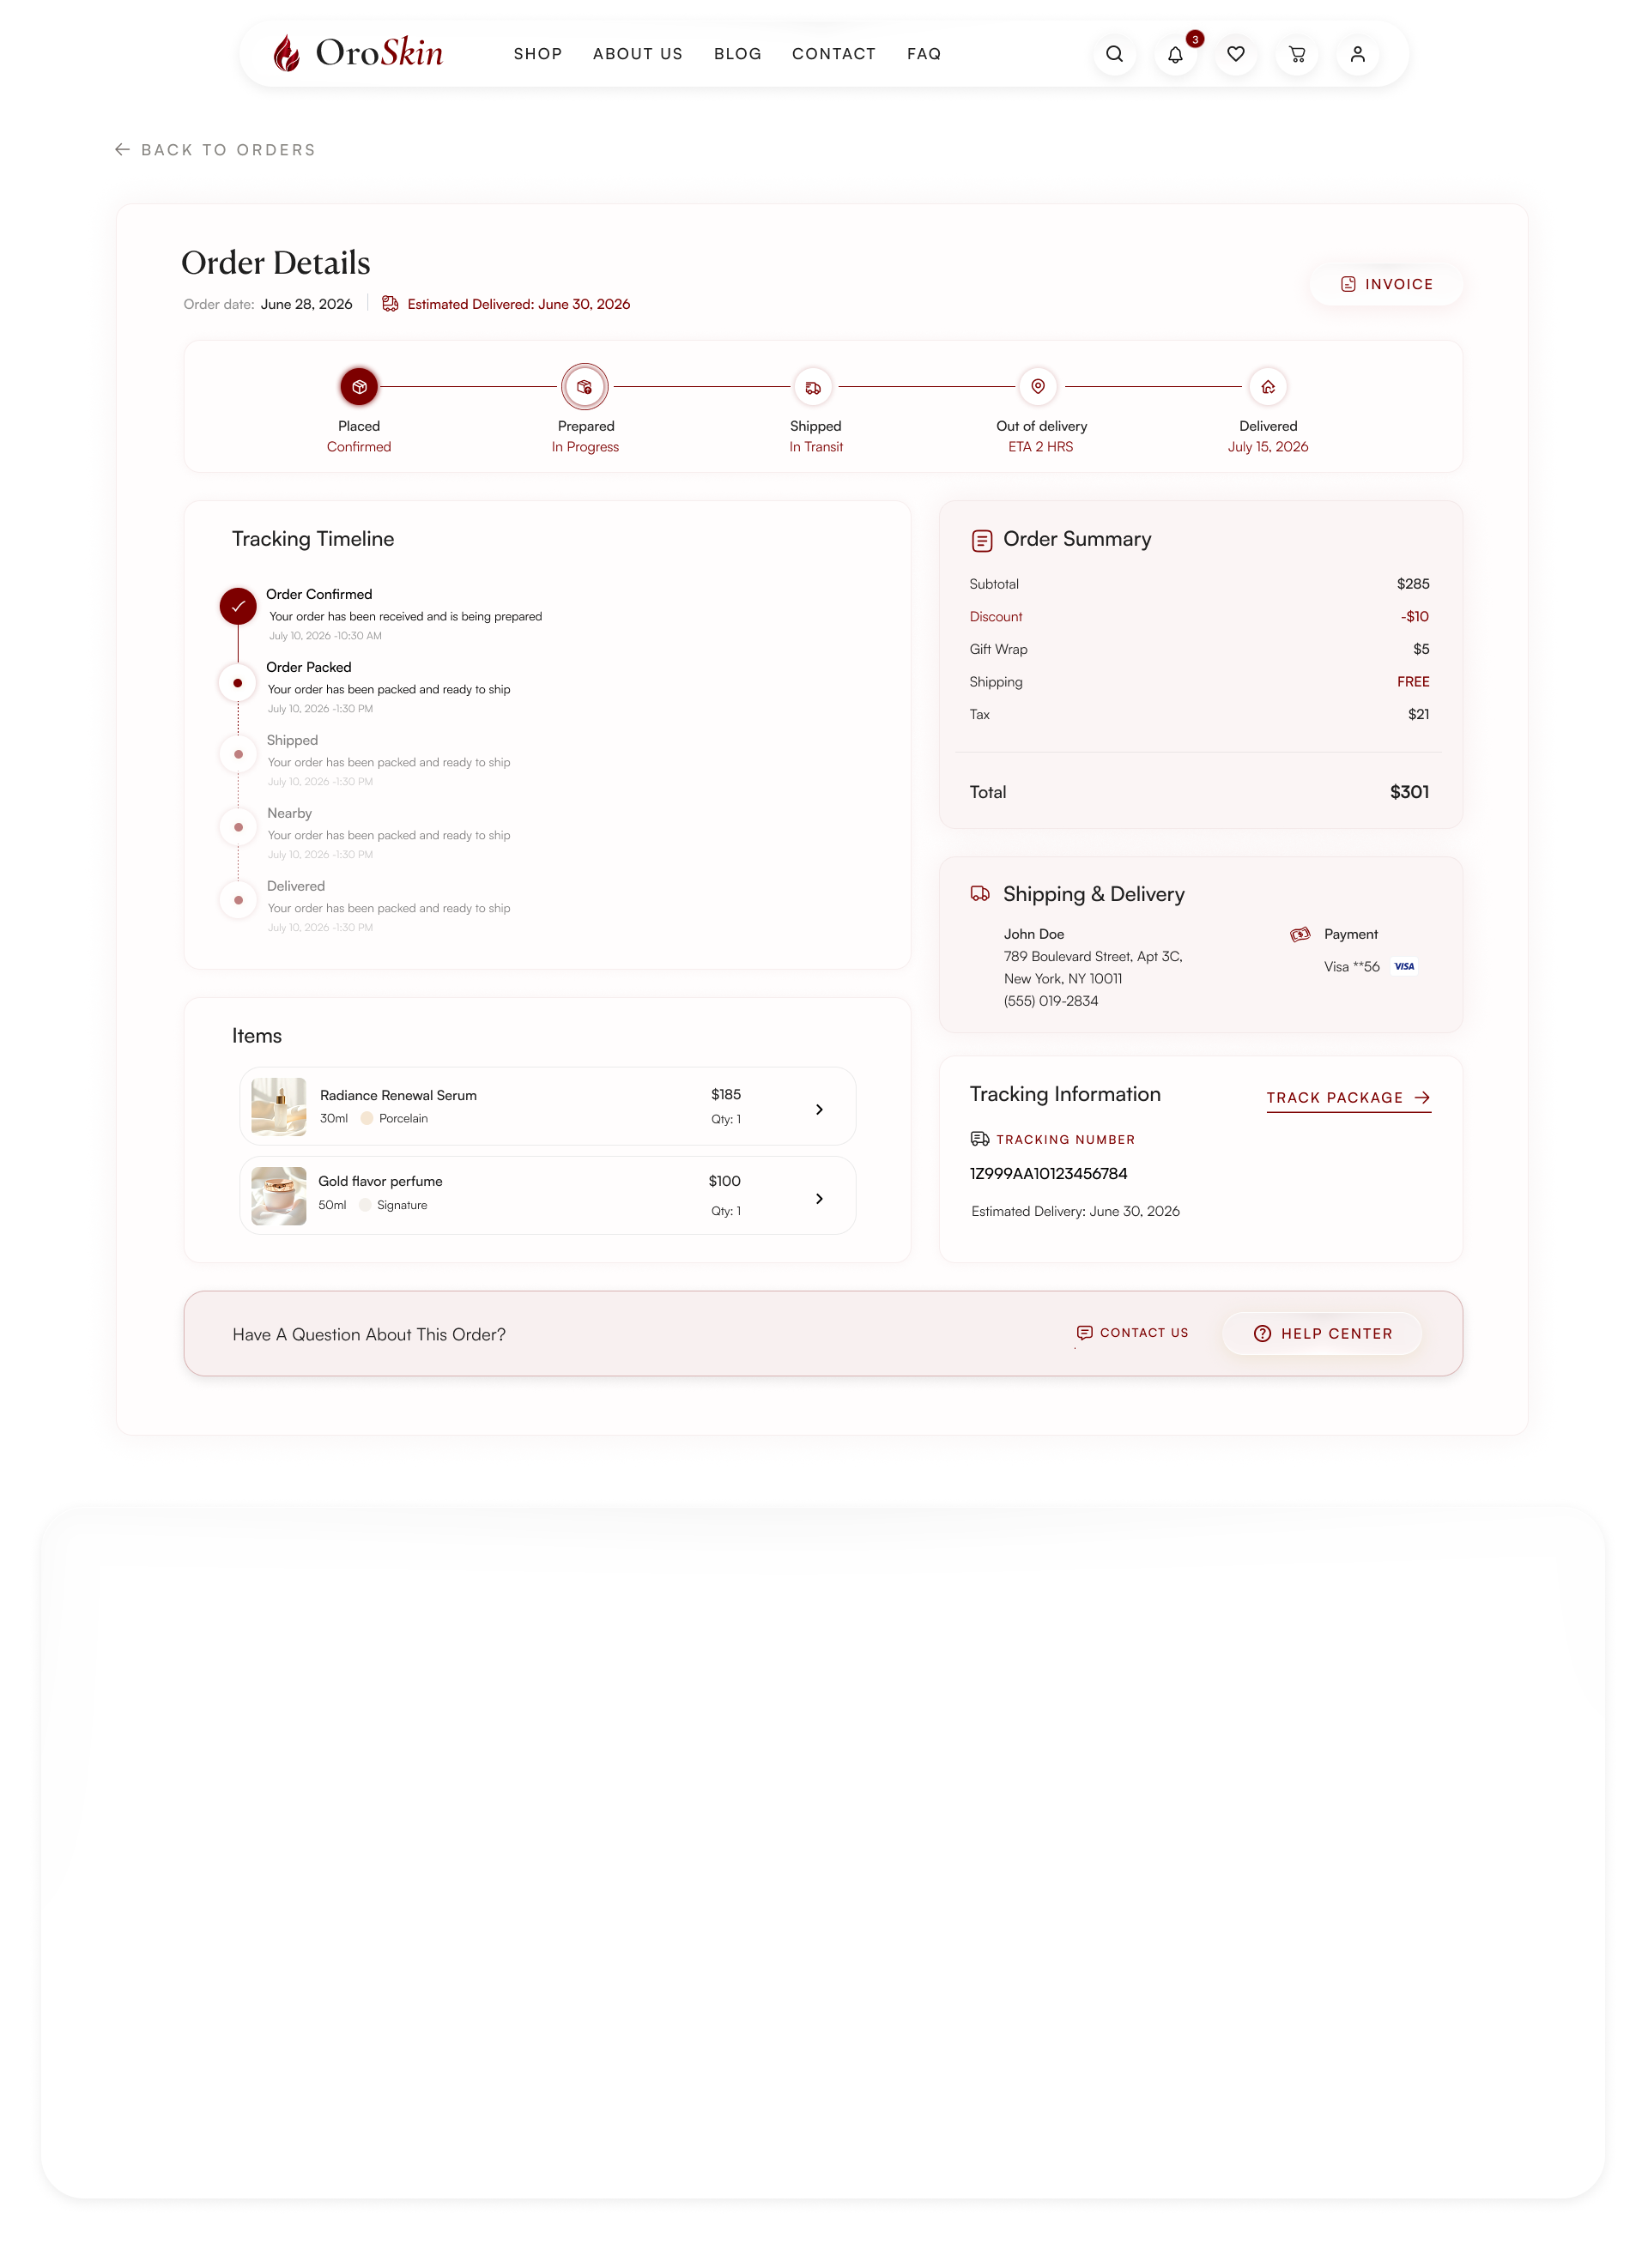 OroSkin SHOP ABOUT US BLOG CONTACT FAQ 3
BACK TO ORDERS
Order Details
Order date: June 28, 2026 Estimated Delivered: June 30, 2026
INVOICE
Placed
Confirmed
Prepared
In Progress
Shipped
In Transit
Out of delivery
ETA 2 HRS
Delivered
July 15, 2026
Tracking Timeline
Order Confirmed
Your order has been received and is being prepared
July 10, 2026 -10:30 AM
Order Packed
Your order has been packed and ready to ship
July 10, 2026 -1:30 PM
Shipped
Your order has been packed and ready to ship
July 10, 2026 -1:30 PM
Nearby
Your order has been packed and ready to ship
July 10, 2026 -1:30 PM
Delivered
Your order has been packed and ready to ship
July 10, 2026 -1:30 PM
Items
Radiance Renewal Serum $185
30ml Porcelain Qty: 1
Gold flavor perfume $100
50ml Signature Qty: 1
Order Summary
Subtotal $285
Discount -$10
Gift Wrap $5
Shipping FREE
Tax $21
Total $301
Shipping & Delivery
John Doe
789 Boulevard Street, Apt 3C,
New York, NY 10011
(555) 019-2834
Payment
Visa **56 VISA
Tracking Information
TRACK PACKAGE
TRACKING NUMBER
1Z999AA10123456784
Estimated Delivery: June 30, 2026
Have A Question About This Order?
CONTACT US
HELP CENTER